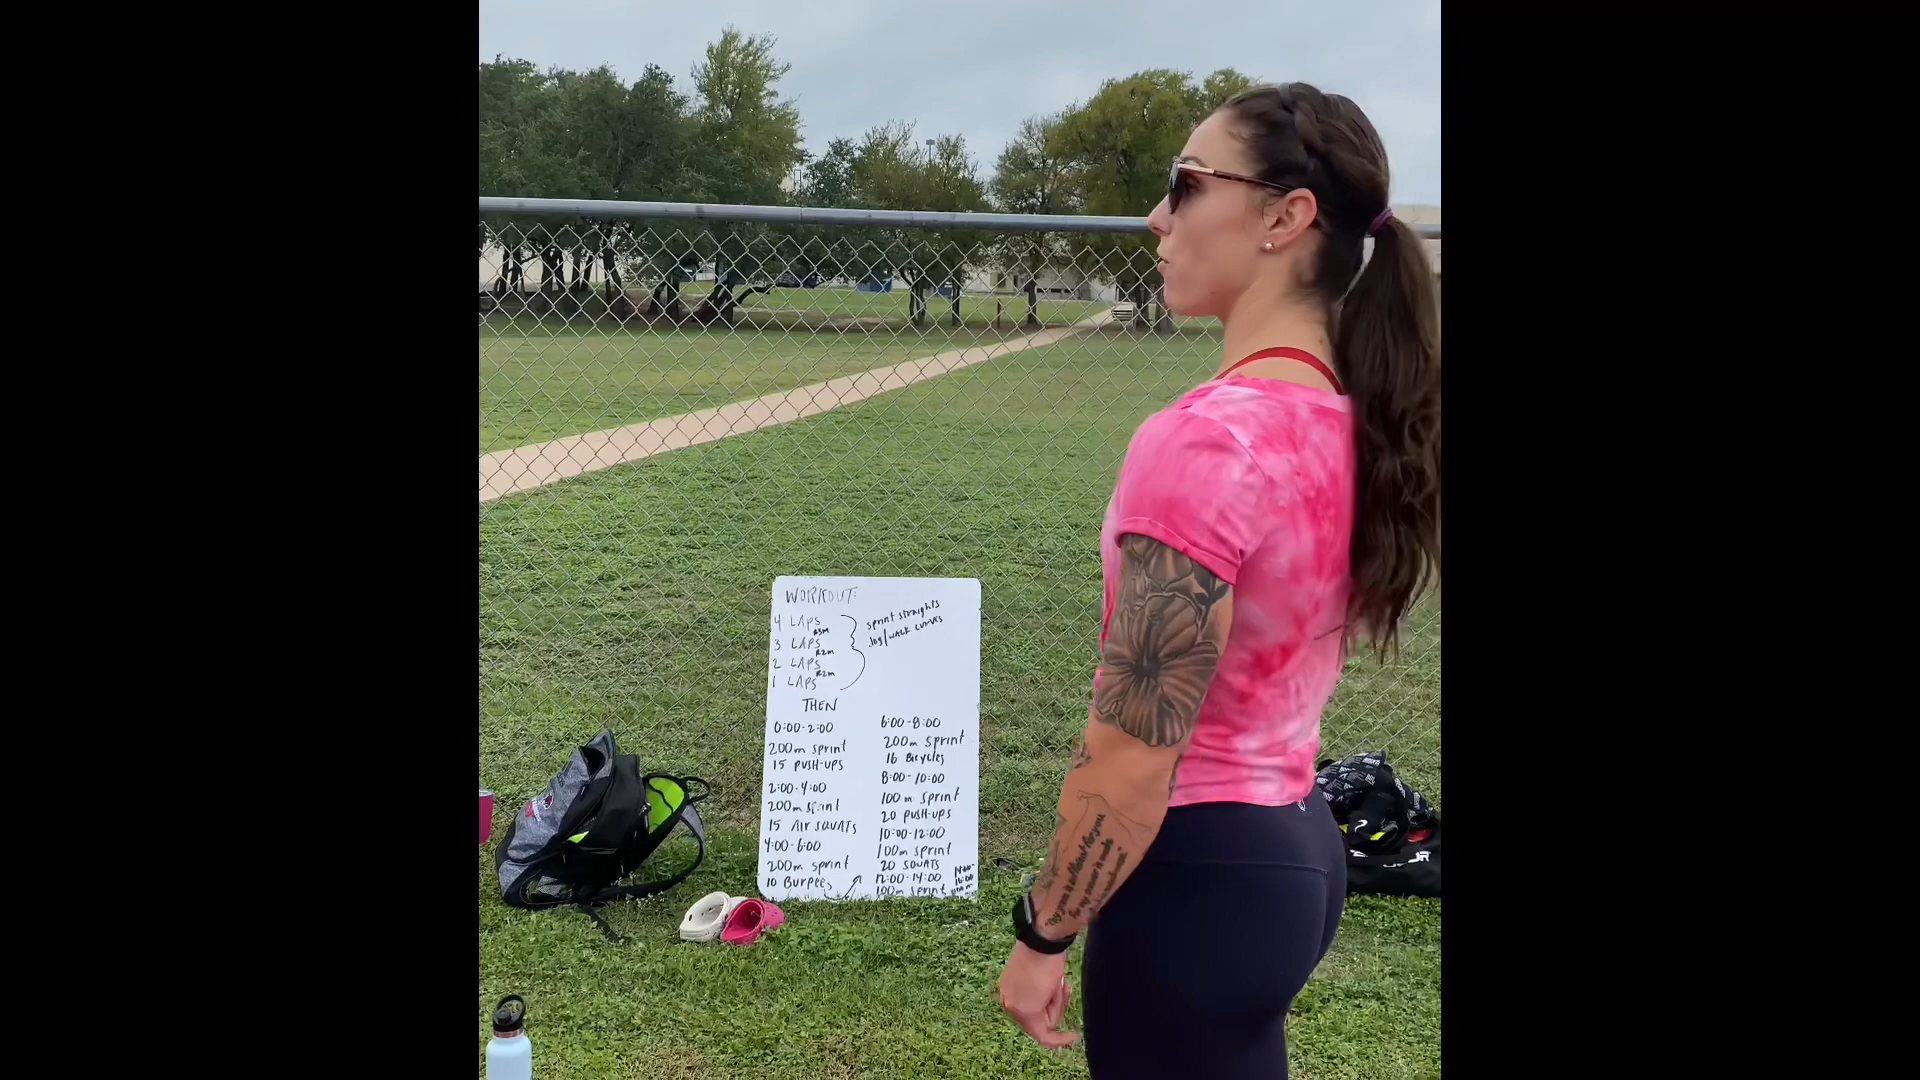 WORKOUT:
4 LAPS
R3M
3 LAPS
R2M
2 LAPS
R2M
1 LAPS
sprint straights
jog/walk curves
THEN
0:00-2:00
200m sprint
15 PUSH-UPS
2:00-4:00
200m sprint
15 Air SQUATS
4:00-6:00
200m sprint
10 Burpees
6:00-8:00
200m sprint
16 Bicycles
8:00-10:00
100m sprint
20 PUSH-UPS
10:00-12:00
100m sprint
20 SQUATS
12:00-14:00
100m sprint